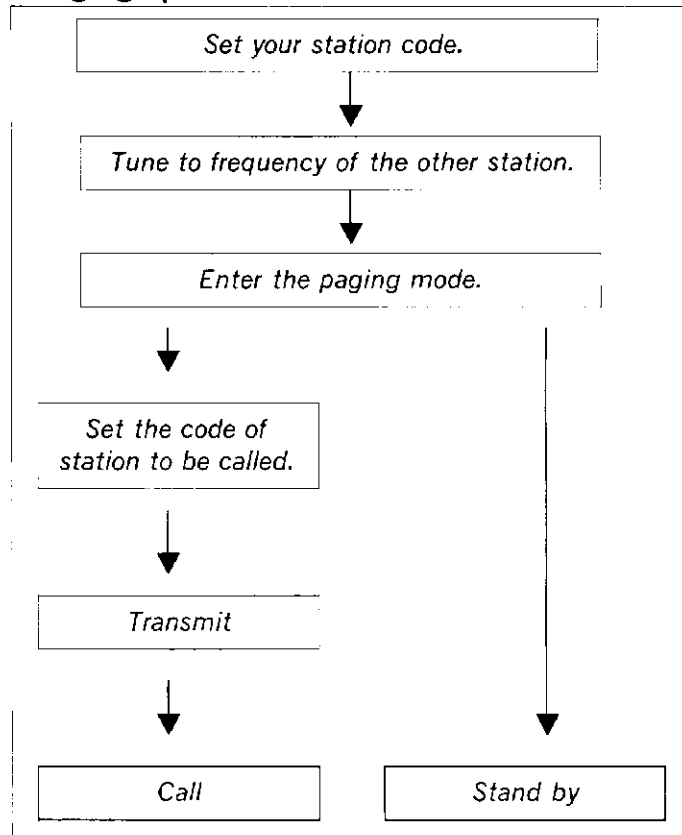 Set your station code.
Tune to frequency of the other station.
Enter the paging mode.
Set the code of
station to be called.
Transmit
Call
Stand by